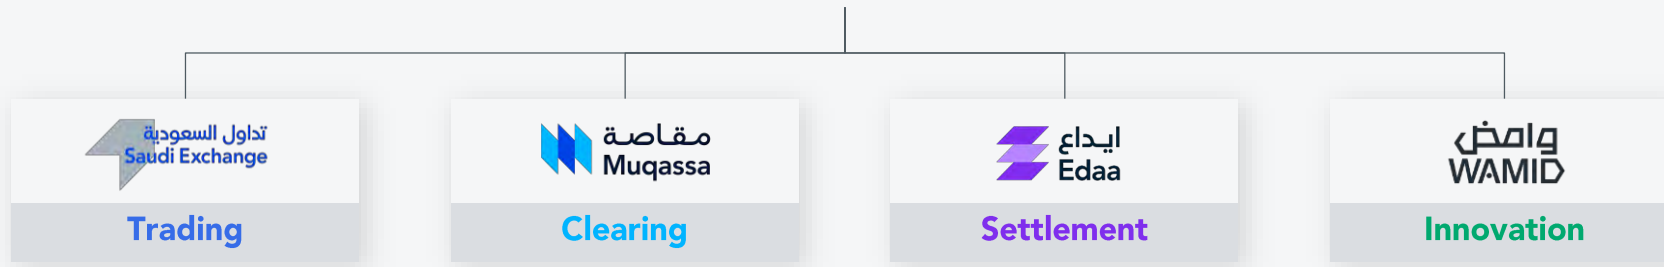 تداول السعودية
Saudi Exchange
Trading
مقاصة
Muqassa
Clearing
ايداع
Edaa
Settlement
وامض
WAMID
Innovation